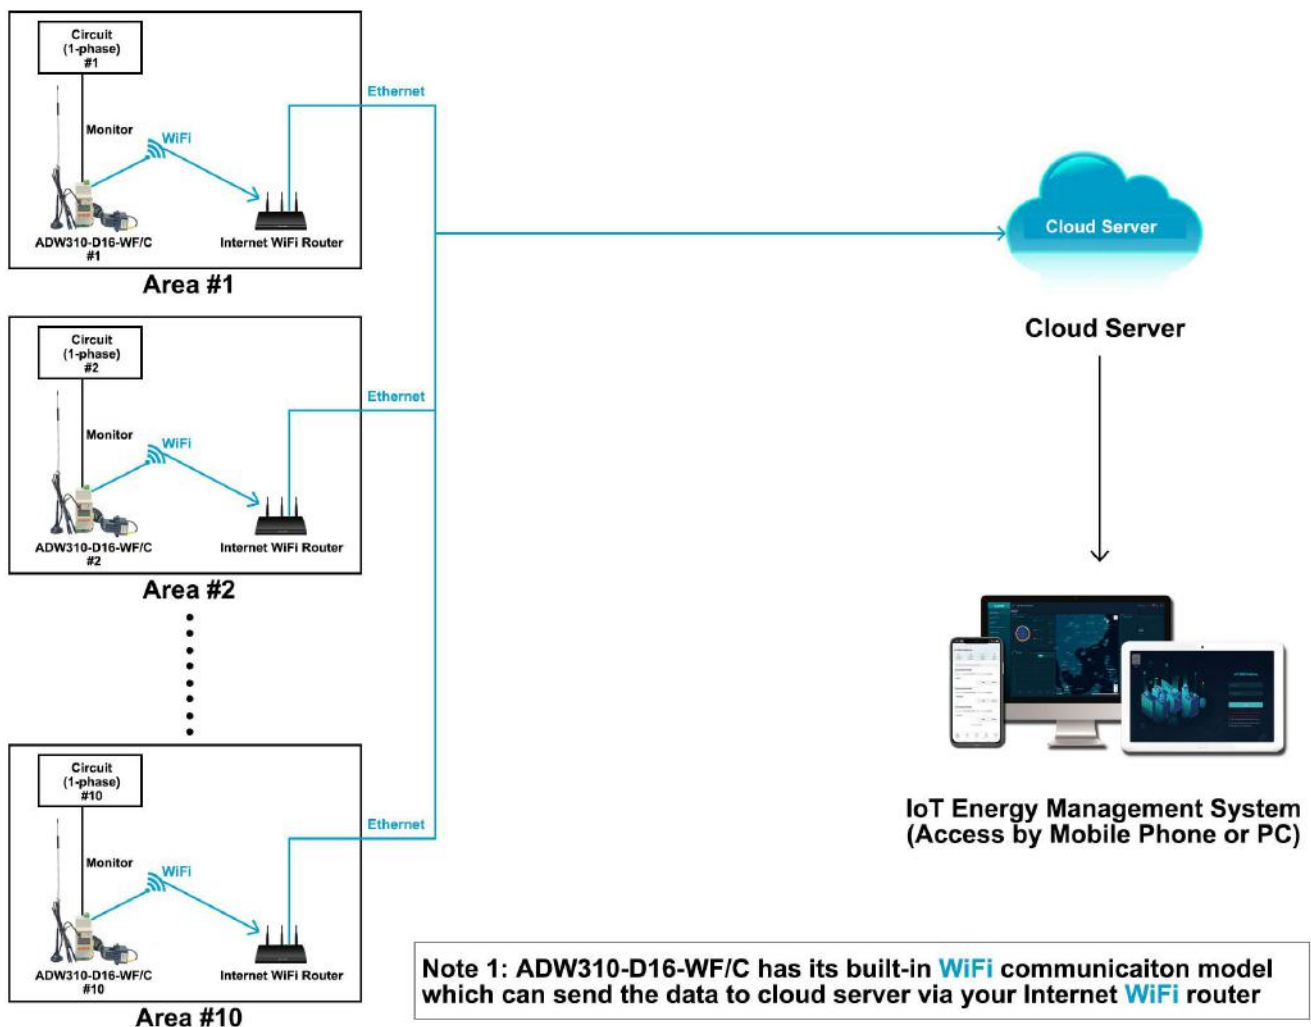 Circuit
(1-phase)
#1
Monitor
WiFi
ADW310-D16-WF/C
#1
Internet WiFi Router
Area #1
Ethernet
Circuit
(1-phase)
#2
Monitor
WiFi
ADW310-D16-WF/C
#2
Internet WiFi Router
Area #2
Ethernet
Circuit
(1-phase)
#10
Monitor
WiFi
ADW310-D16-WF/C
#10
Internet WiFi Router
Area #10
Ethernet
Cloud Server
Cloud Server
IoT Energy Management System
(Access by Mobile Phone or PC)
Note 1: ADW310-D16-WF/C has its built-in WiFi communicaiton model
which can send the data to cloud server via your Internet WiFi router